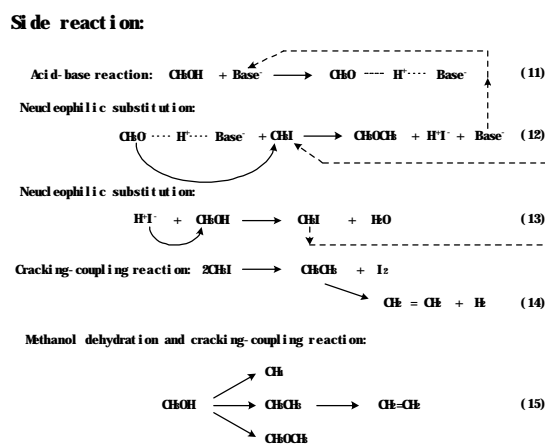 Side reaction:
Acid-base reaction: CH₃OH + Base⁻ CH₃O ---- H⁺ ···· Base⁻ (11)
Neucleophilic substitution:
CH₃O⁻ ···· H⁺ ···· Base⁻ + CH₃I CH₃OCH₃ + H⁺I⁻ + Base⁻ (12)
Neucleophilic substitution:
H⁺I⁻ + CH₃OH CH₃I + H₂O (13)
Cracking-coupling reaction: 2CH₃I CH₃CH₃ + I₂
CH₂ = CH₂ + H₂ (14)
Methanol dehydration and cracking-coupling reaction:
CH₄
CH₃OH CH₃CH₃ CH₂=CH₂ (15)
CH₃OCH₃